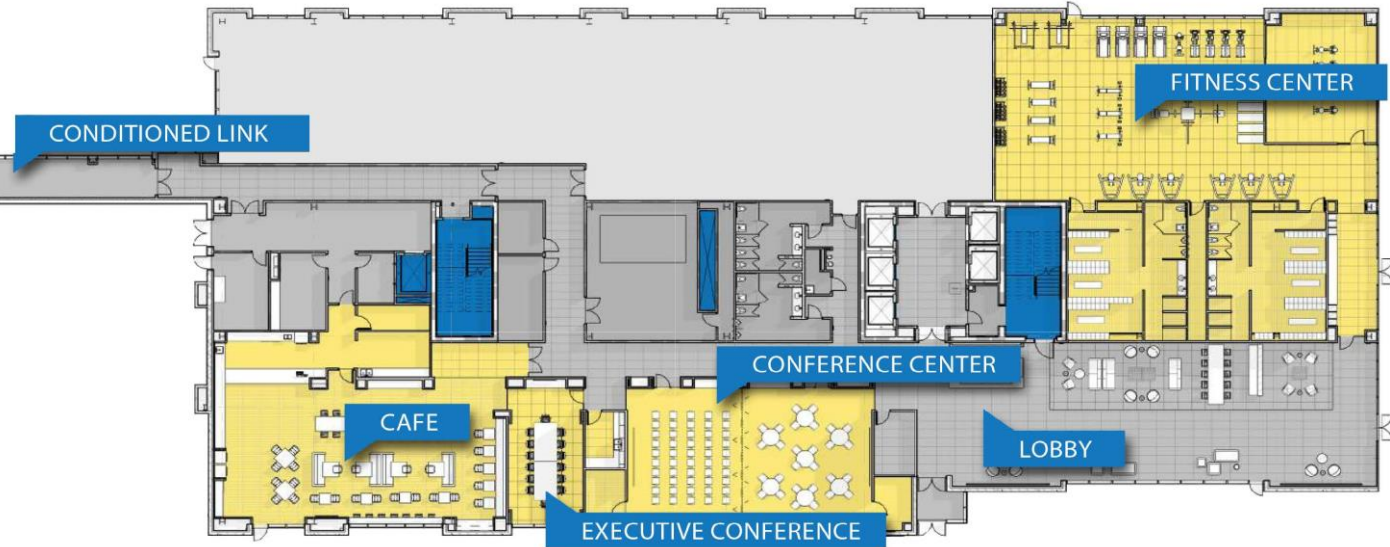 FITNESS CENTER
CONDITIONED LINK
CONFERENCE CENTER
CAFE
LOBBY
EXECUTIVE CONFERENCE